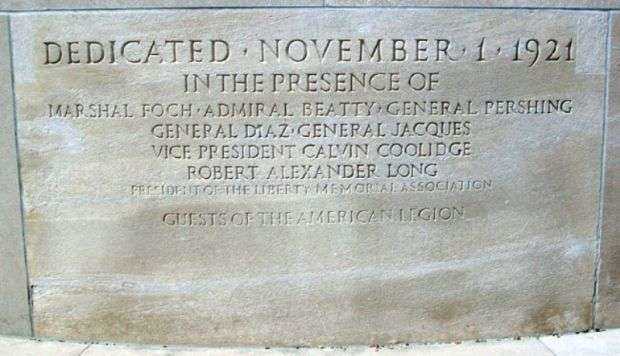 DEDICATED · NOVEMBER · 1 · 1921
IN THE PRESENCE OF
MARSHAL FOCH · ADMIRAL BEATTY · GENERAL PERSHING
GENERAL DIAZ · GENERAL JACQUES
VICE PRESIDENT CALVIN COOLIDGE
ROBERT ALEXANDER LONG
PRESIDENT OF THE LIBERTY MEMORIAL ASSOCIATION
GUESTS OF THE AMERICAN LEGION